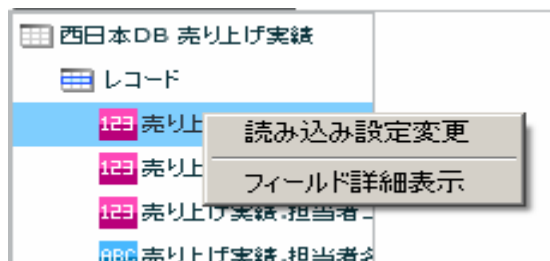 西日本DB 売り上げ実績
レコード
123 売り上
読み込み設定変更
123 売り上
フィールド詳細表示
123 売り上げ実績.担当者
ABC 売り上げ実績.担当者名